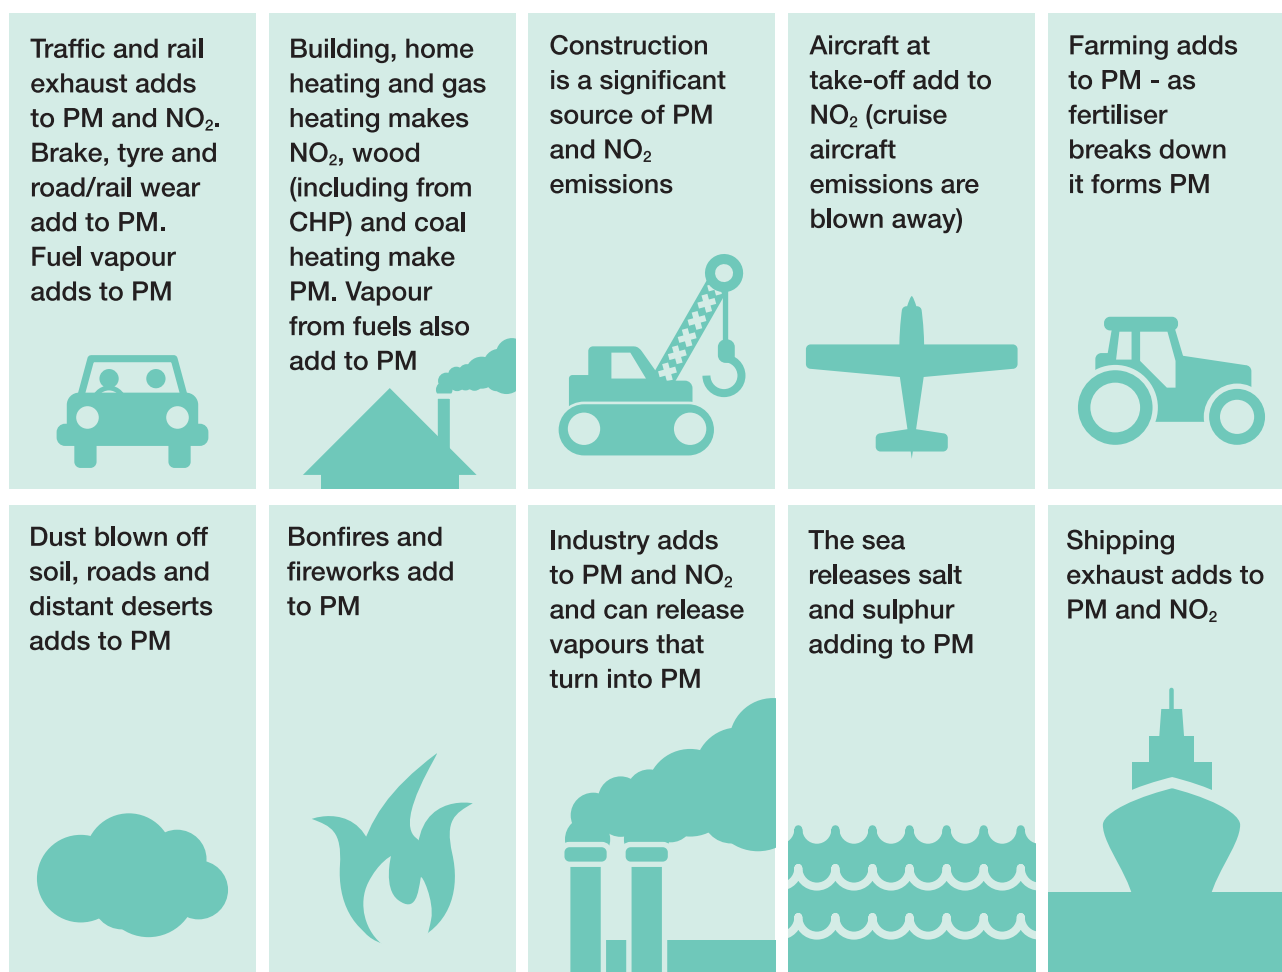 Traffic and rail
exhaust adds
to PM and NO₂.
Brake, tyre and
road/rail wear
add to PM.
Fuel vapour
adds to PM
Building, home
heating and gas
heating makes
NO₂, wood
(including from
CHP) and coal
heating make
PM. Vapour
from fuels also
add to PM
Construction
is a significant
source of PM
and NO₂
emissions
Aircraft at
take-off add to
NO₂ (cruise
aircraft
emissions are
blown away)
Farming adds
to PM - as
fertiliser
breaks down
it forms PM
Dust blown off
soil, roads and
distant deserts
adds to PM
Bonfires and
fireworks add
to PM
Industry adds
to PM and NO₂
and can release
vapours that
turn into PM
The sea
releases salt
and sulphur
adding to PM
Shipping
exhaust adds to
PM and NO₂